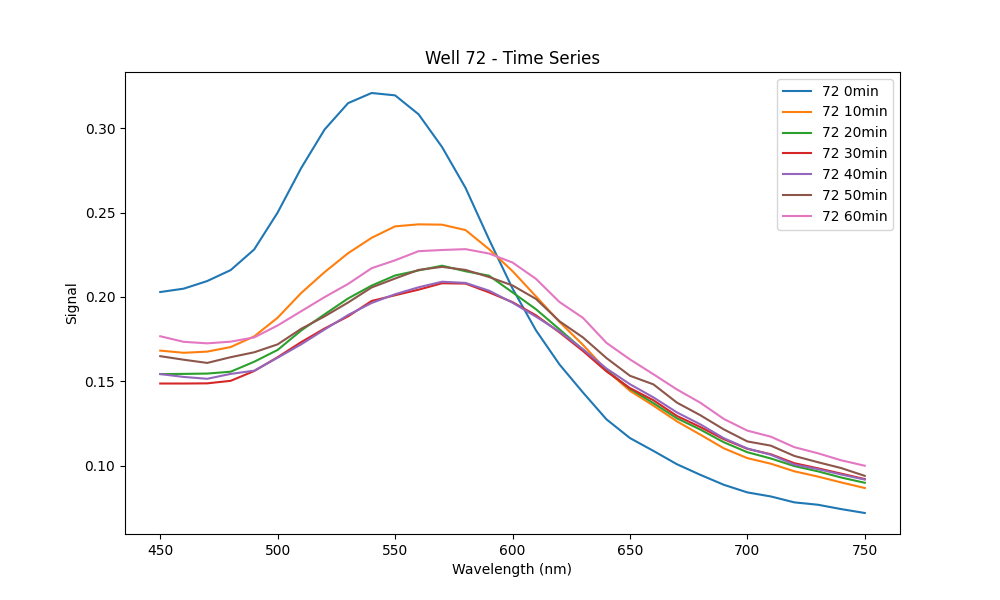 Well 72 - Time Series
72 0min
72 10min
72 20min
72 30min
72 40min
72 50min
72 60min
Signal
0.30
0.25
0.20
0.15
0.10
450 500 550 600 650 700 750
Wavelength (nm)